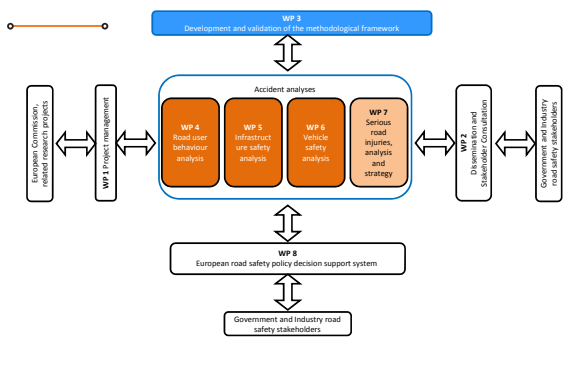 WP 3
Development and validation of the methodological framework
Accident analyses
European Commission,
related research projects
WP 1 Project management
WP 4
Road user
behaviour
analysis
WP 5
Infrastruct
ure safety
analysis
WP 6
Vehicle
safety
analysis
WP 7
Serious
road
injuries,
analysis
and
strategy
WP 2
Dissemination and
Stakeholder Consultation
Government and Industry
road safety stakeholders
WP 8
European road safety policy decision support system
Government and Industry road
safety stakeholders